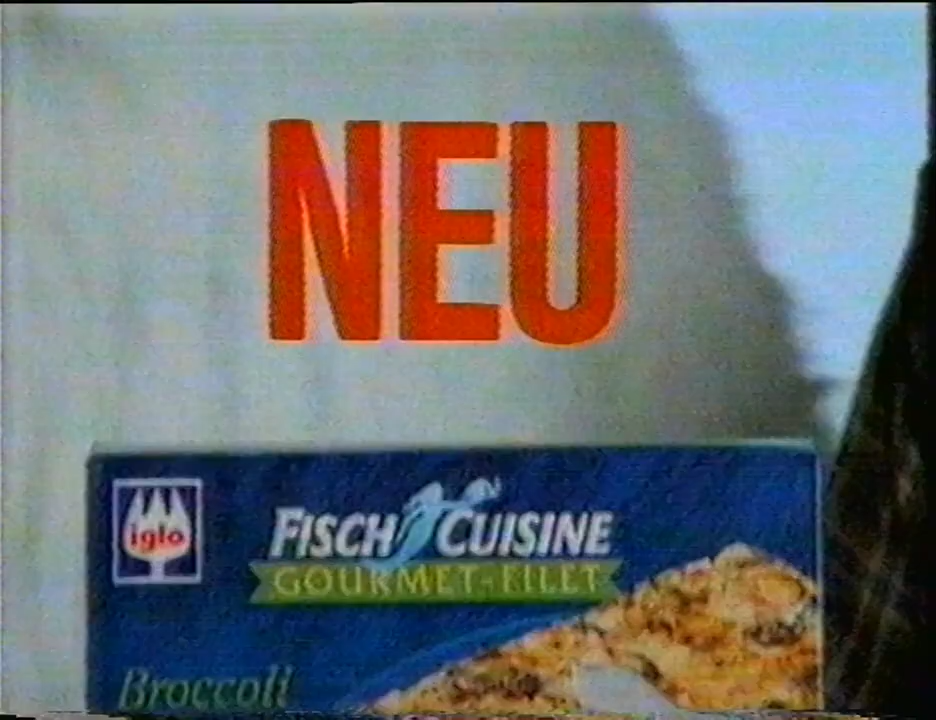 NEU
iglo
FISCH CUISINE
GOURMET-FILET
Broccoli